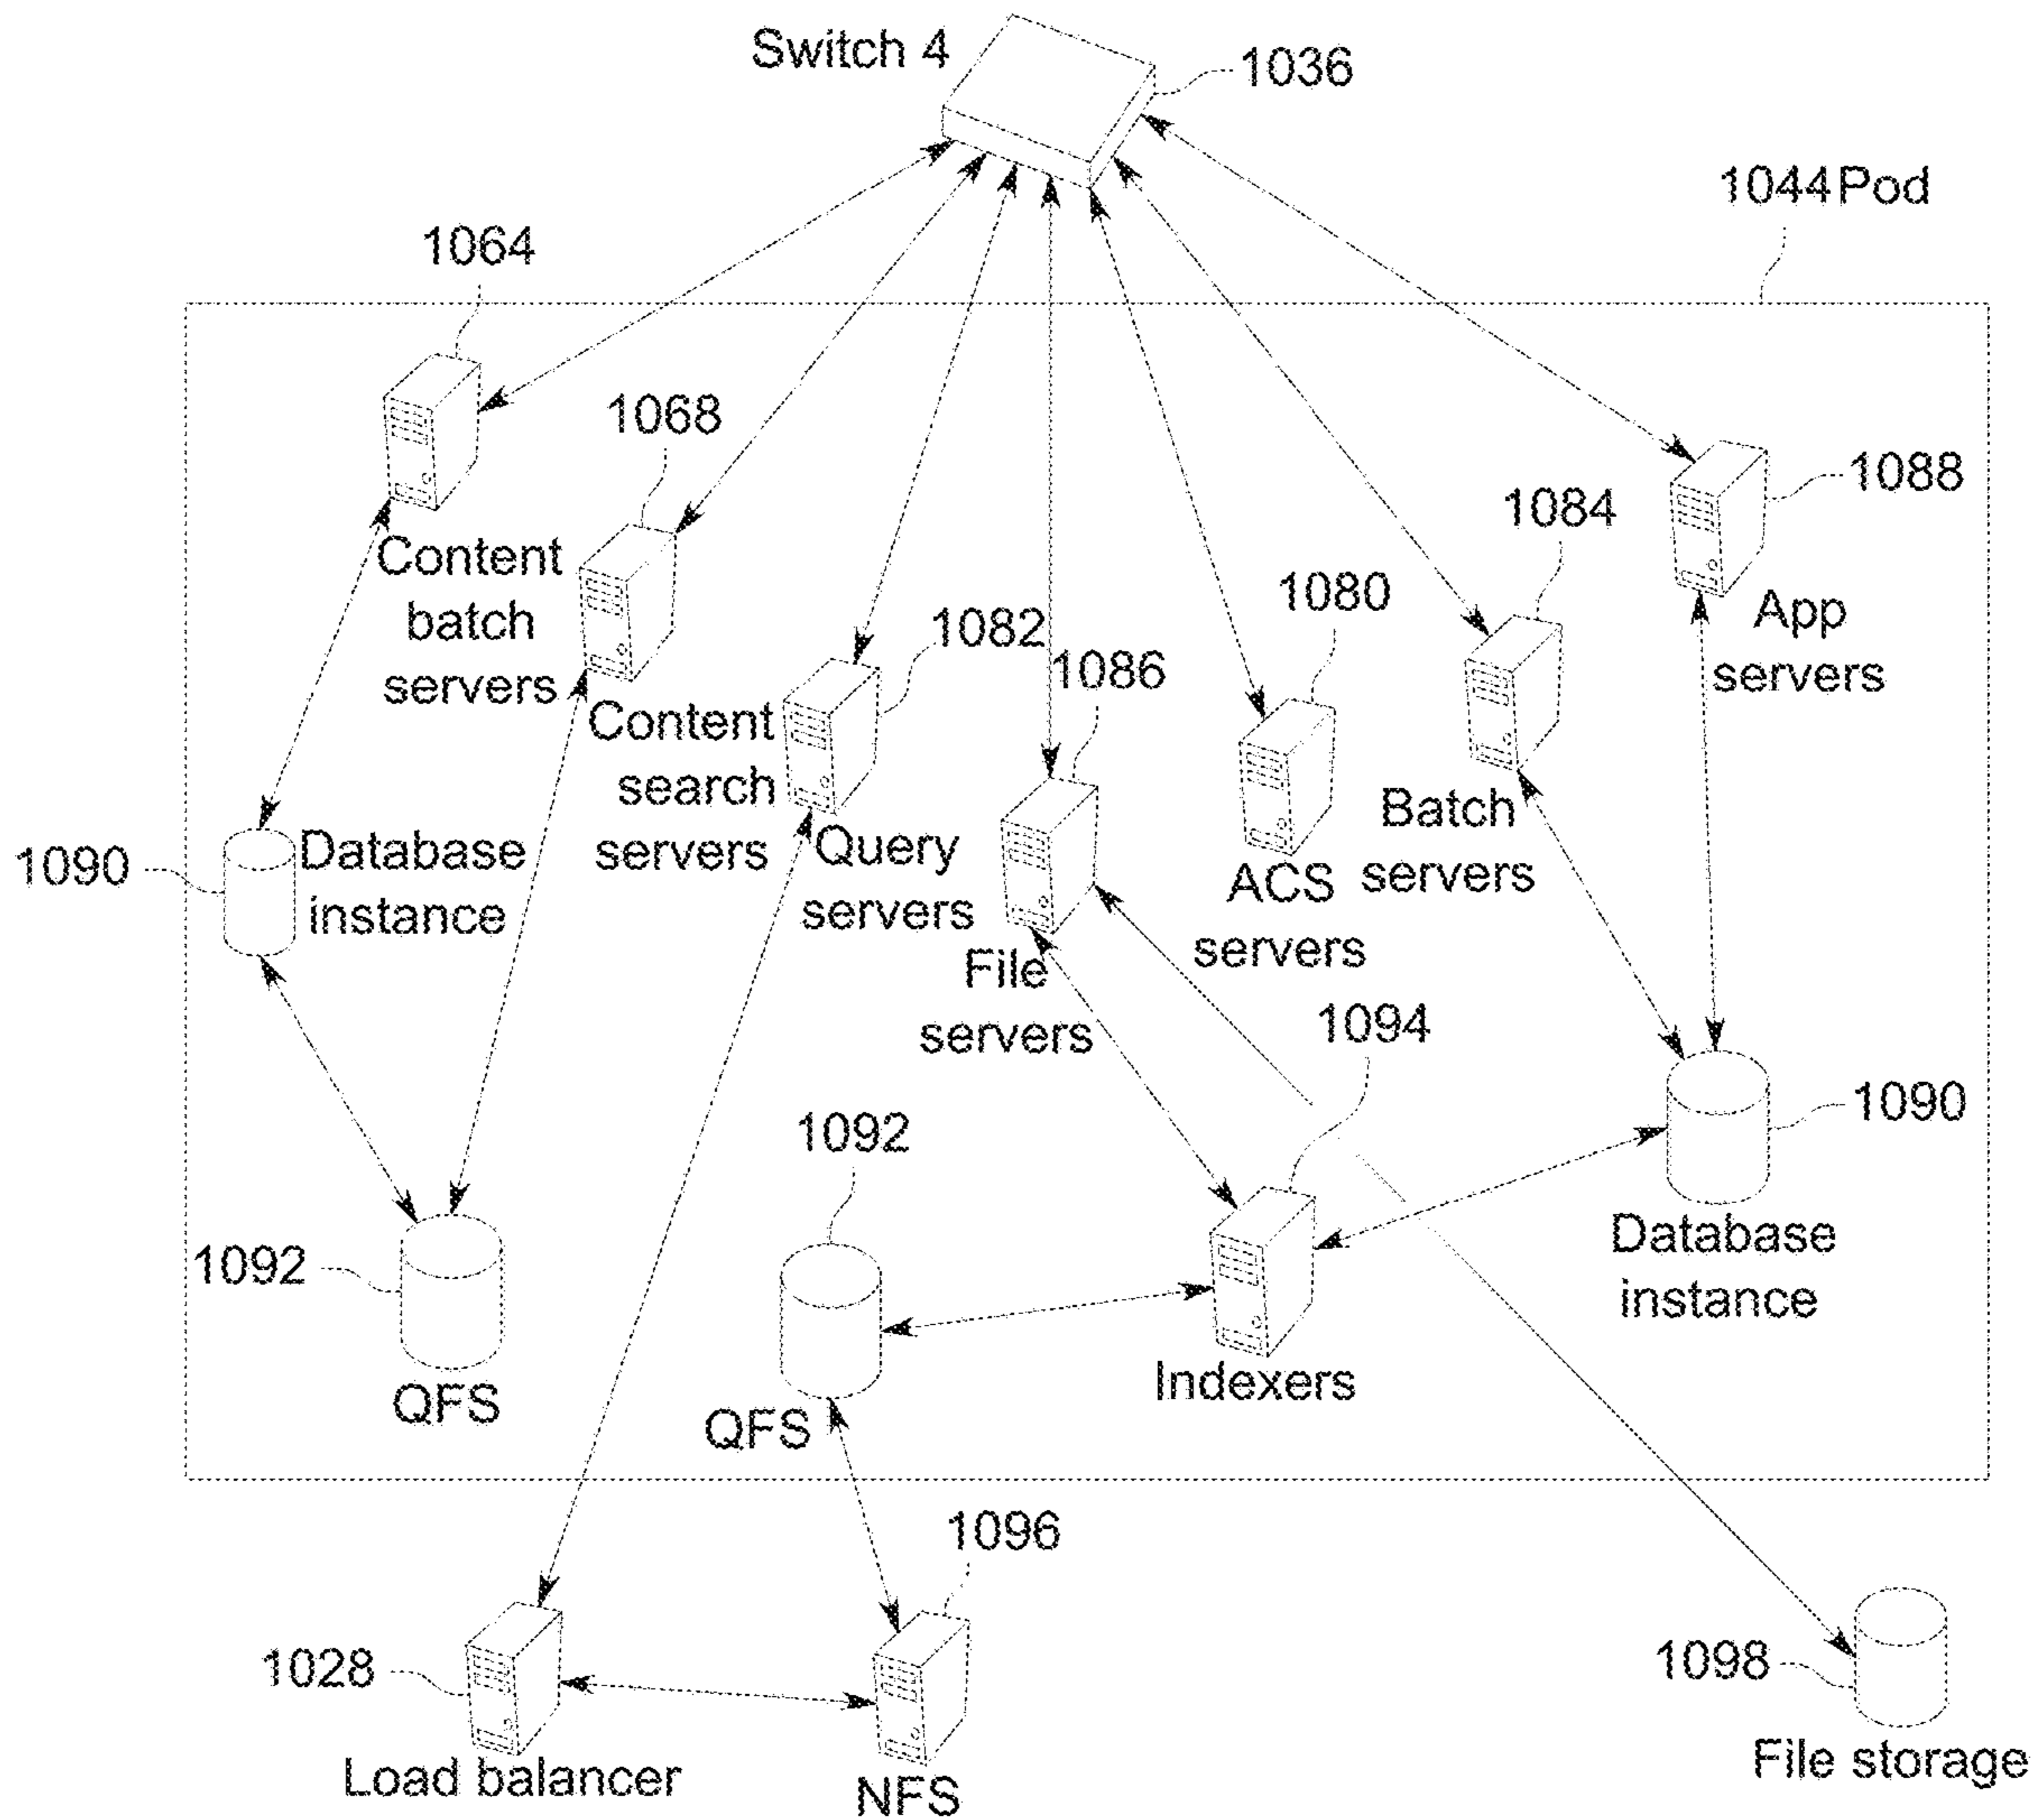 Switch 4
1036
1044 Pod
1064
1068
1088
1084
Content
batch
servers
1080
App
servers
1082
1086
Content
search
servers
Batch
servers
1090
Database
instance
Query
servers
ACS
servers
File
servers
1094
1090
1092
Database
instance
1092
QFS
Indexers
QFS
1096
1028
1098
Load balancer
NFS
File storage